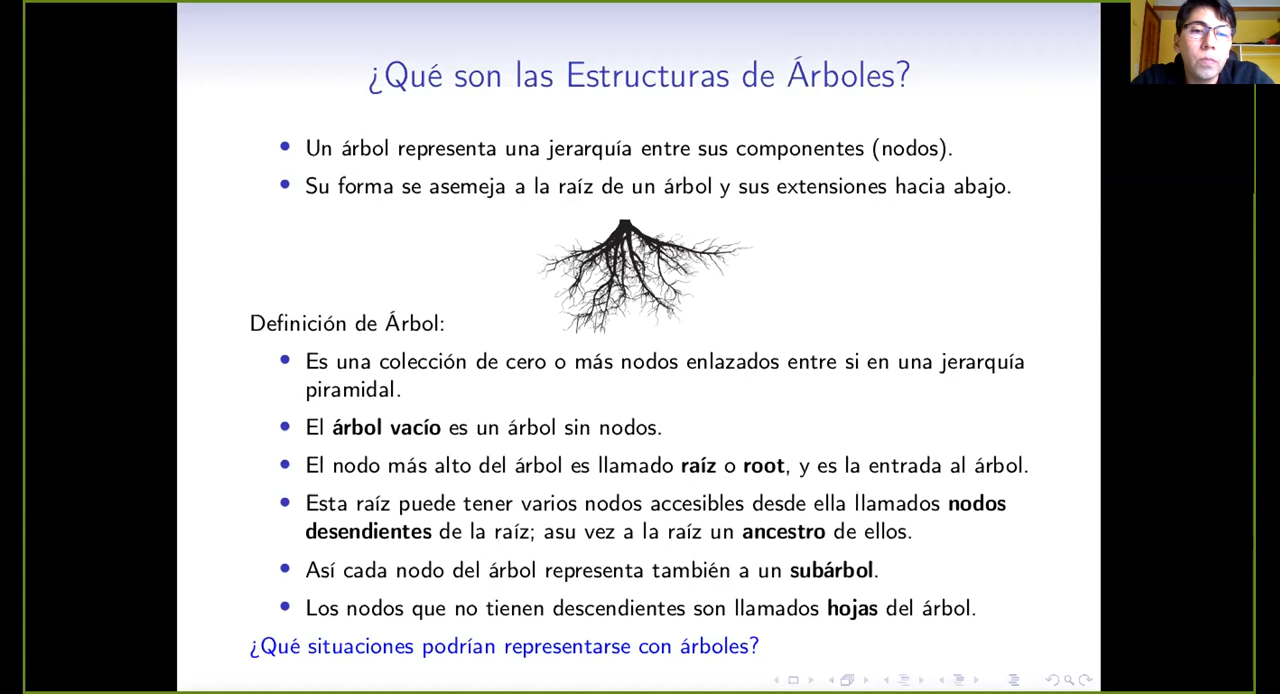 ¿Qué son las Estructuras de Árboles?
Un árbol representa una jerarquía entre sus componentes (nodos).
Su forma se asemeja a la raíz de un árbol y sus extensiones hacia abajo.
Definición de Árbol:
Es una colección de cero o más nodos enlazados entre si en una jerarquía
piramidal.
El árbol vacío es un árbol sin nodos.
El nodo más alto del árbol es llamado raíz o root, y es la entrada al árbol.
Esta raíz puede tener varios nodos accesibles desde ella llamados nodos
desendientes de la raíz; asu vez a la raíz un ancestro de ellos.
Así cada nodo del árbol representa también a un subárbol.
Los nodos que no tienen descendientes son llamados hojas del árbol.
¿Qué situaciones podrían representarse con árboles?